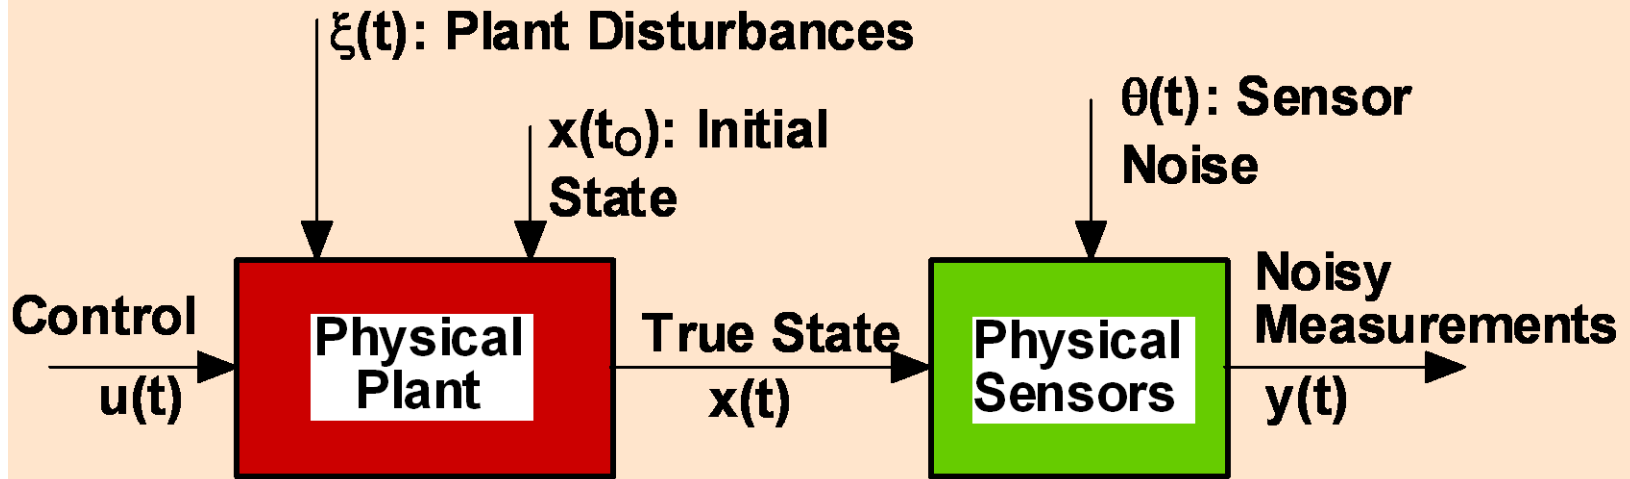 ξ(t): Plant Disturbances
x(tO): Initial
State
θ(t): Sensor
Noise
Control
u(t)
Physical
Plant
True State
x(t)
Physical
Sensors
Noisy
Measurements
y(t)